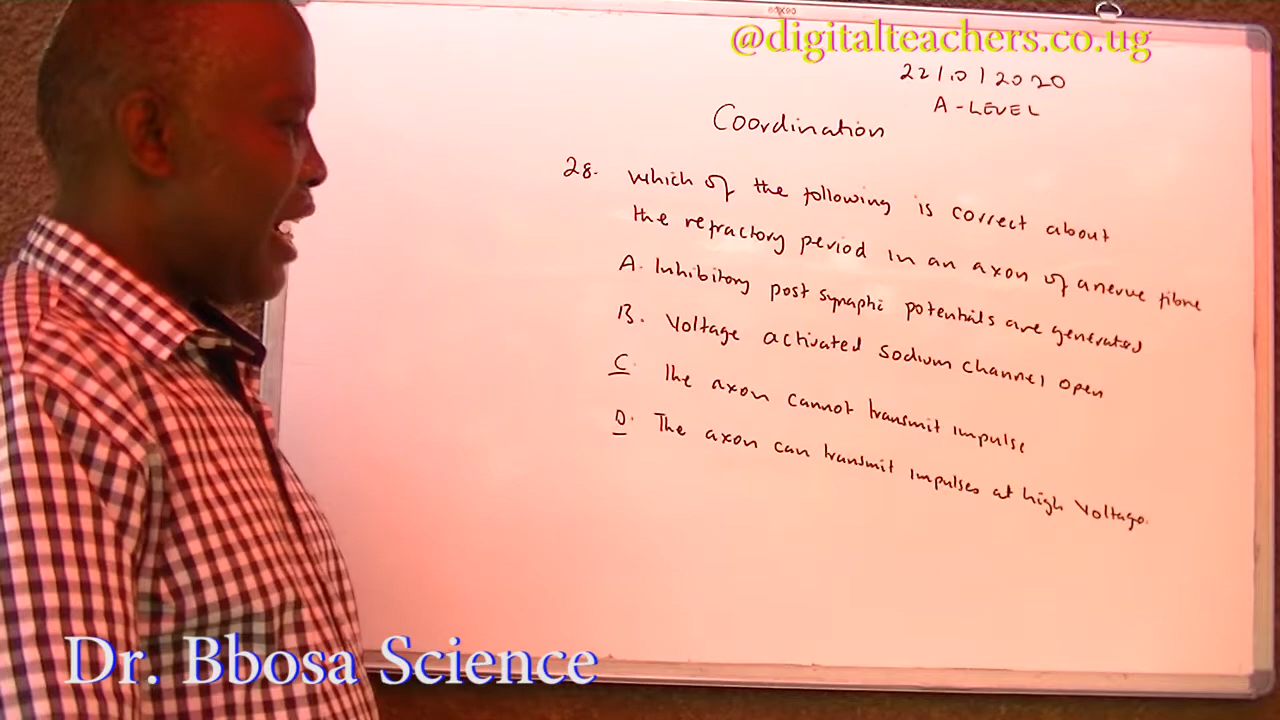 60x90
@digitalteachers.co.ug
22/10/2020
A-LEVEL
Coordination
28. Which of the following is correct about
the refractory period in an axon of a nerve fibre
A. Inhibitory post synaptic potentials are generated
B. Voltage activated sodium channel open
C. The axon cannot transmit impulse
D. The axon can transmit impulses at high voltage.
Dr. Bbosa Science